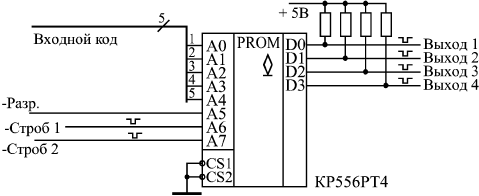 + 5В
5
Входной код
PROM
1 A0
2 A1
3 A2
4 A3
5 A4
A5
A6
A7
CS1
CS2
D0
D1
D2
D3
Выход 1
Выход 2
Выход 3
Выход 4
-Разр.
-Строб 1
-Строб 2
КР556РТ4